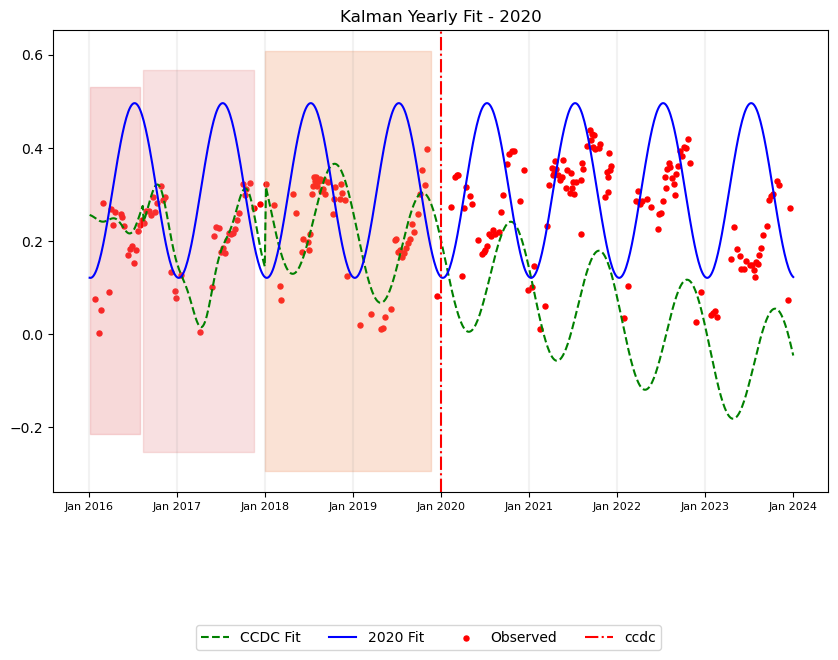 Kalman Yearly Fit - 2020
0.6
0.4
0.2
0.0
−0.2
Jan 2016 Jan 2017 Jan 2018 Jan 2019 Jan 2020 Jan 2021 Jan 2022 Jan 2023 Jan 2024
CCDC Fit 2020 Fit Observed ccdc